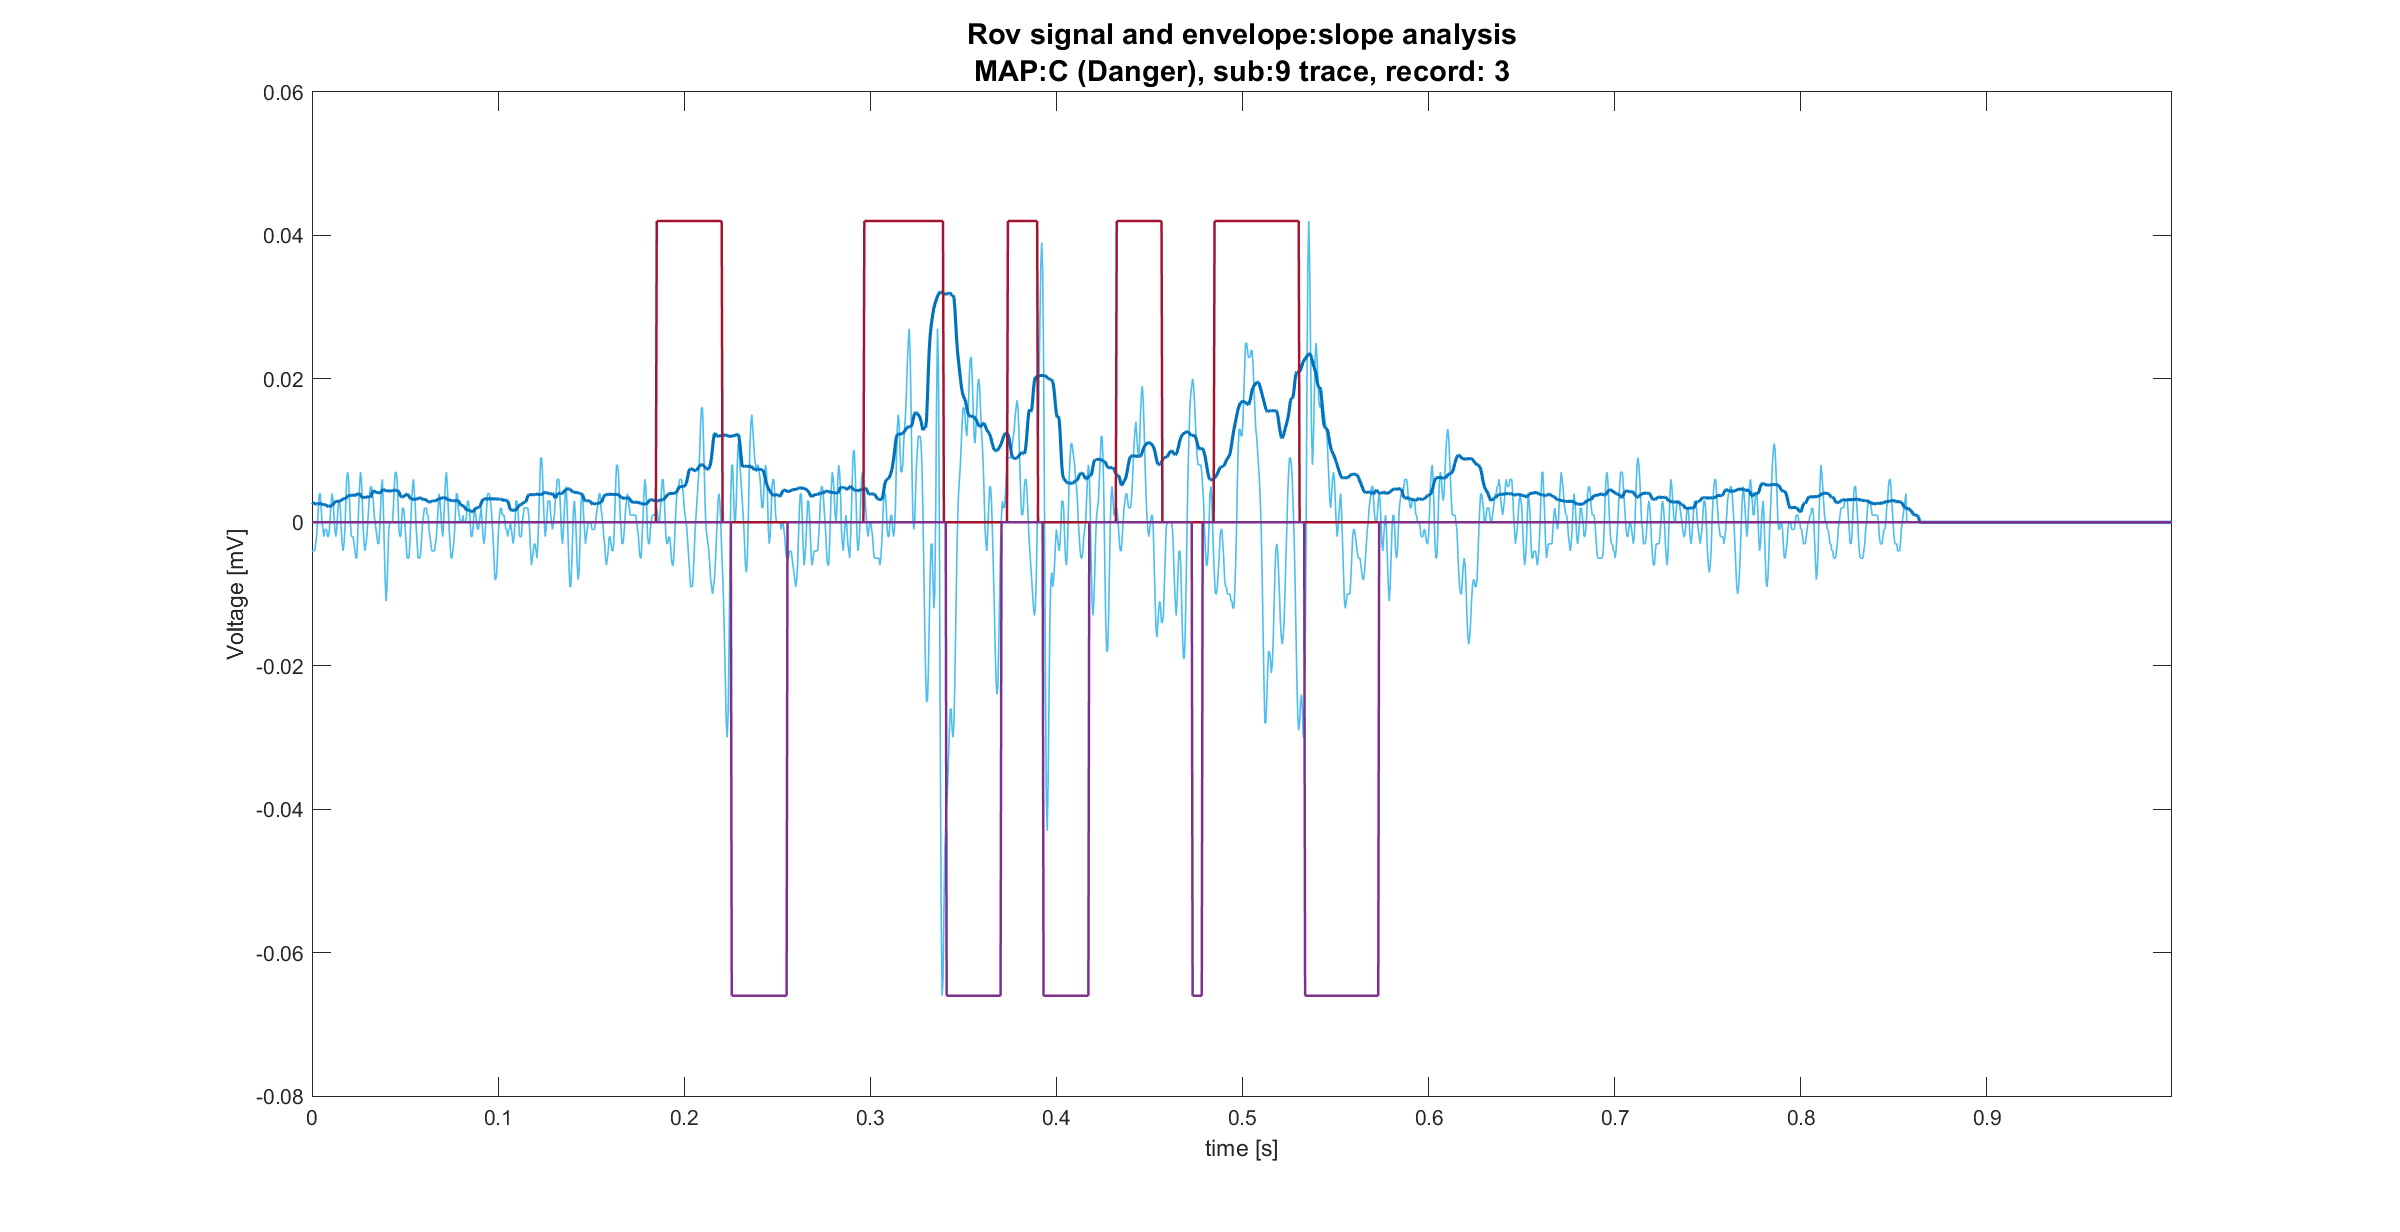 Rov signal and envelope:slope analysis
MAP:C (Danger), sub:9 trace, record: 3
0.06
0.04
0.02
0
-0.02
-0.04
-0.06
-0.08
Voltage [mV]
0 0.1 0.2 0.3 0.4 0.5 0.6 0.7 0.8 0.9
time [s]